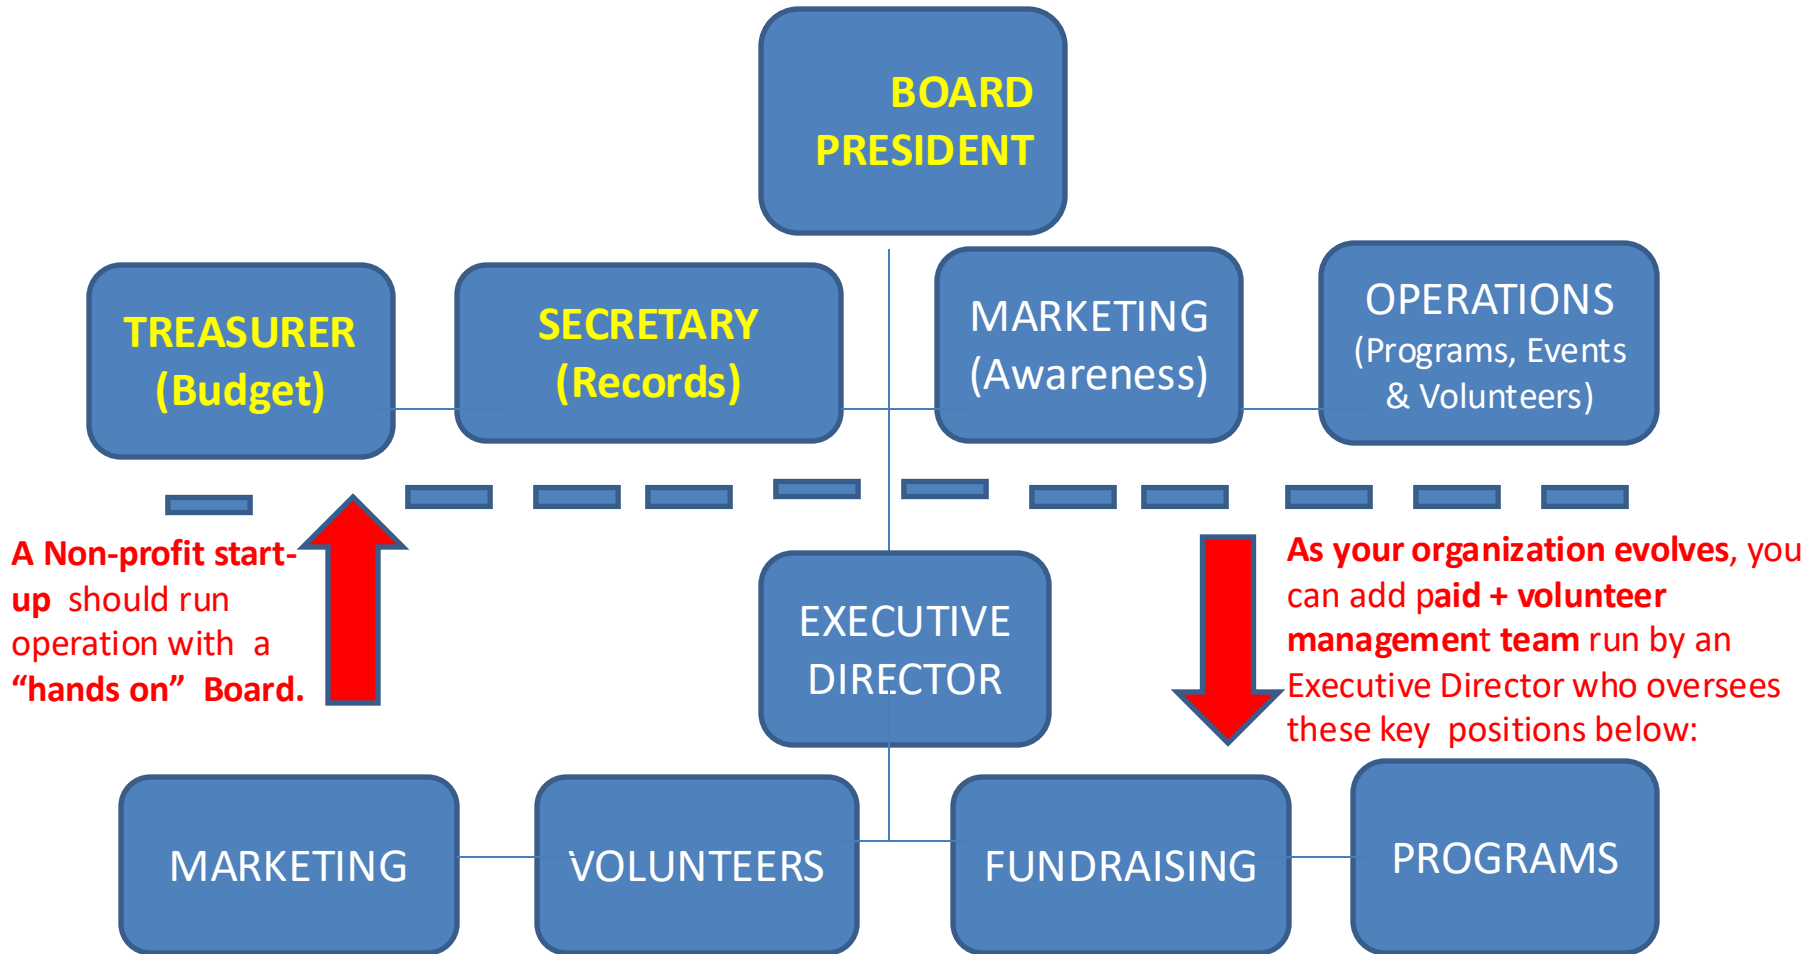 BOARD
PRESIDENT
TREASURER
(Budget)
SECRETARY
(Records)
MARKETING
(Awareness)
OPERATIONS
(Programs, Events
& Volunteers)
A Non-profit start-
up should run
operation with a
“hands on” Board.
EXECUTIVE
DIRECTOR
As your organization evolves, you
can add paid + volunteer
management team run by an
Executive Director who oversees
these key positions below:
MARKETING
VOLUNTEERS
FUNDRAISING
PROGRAMS